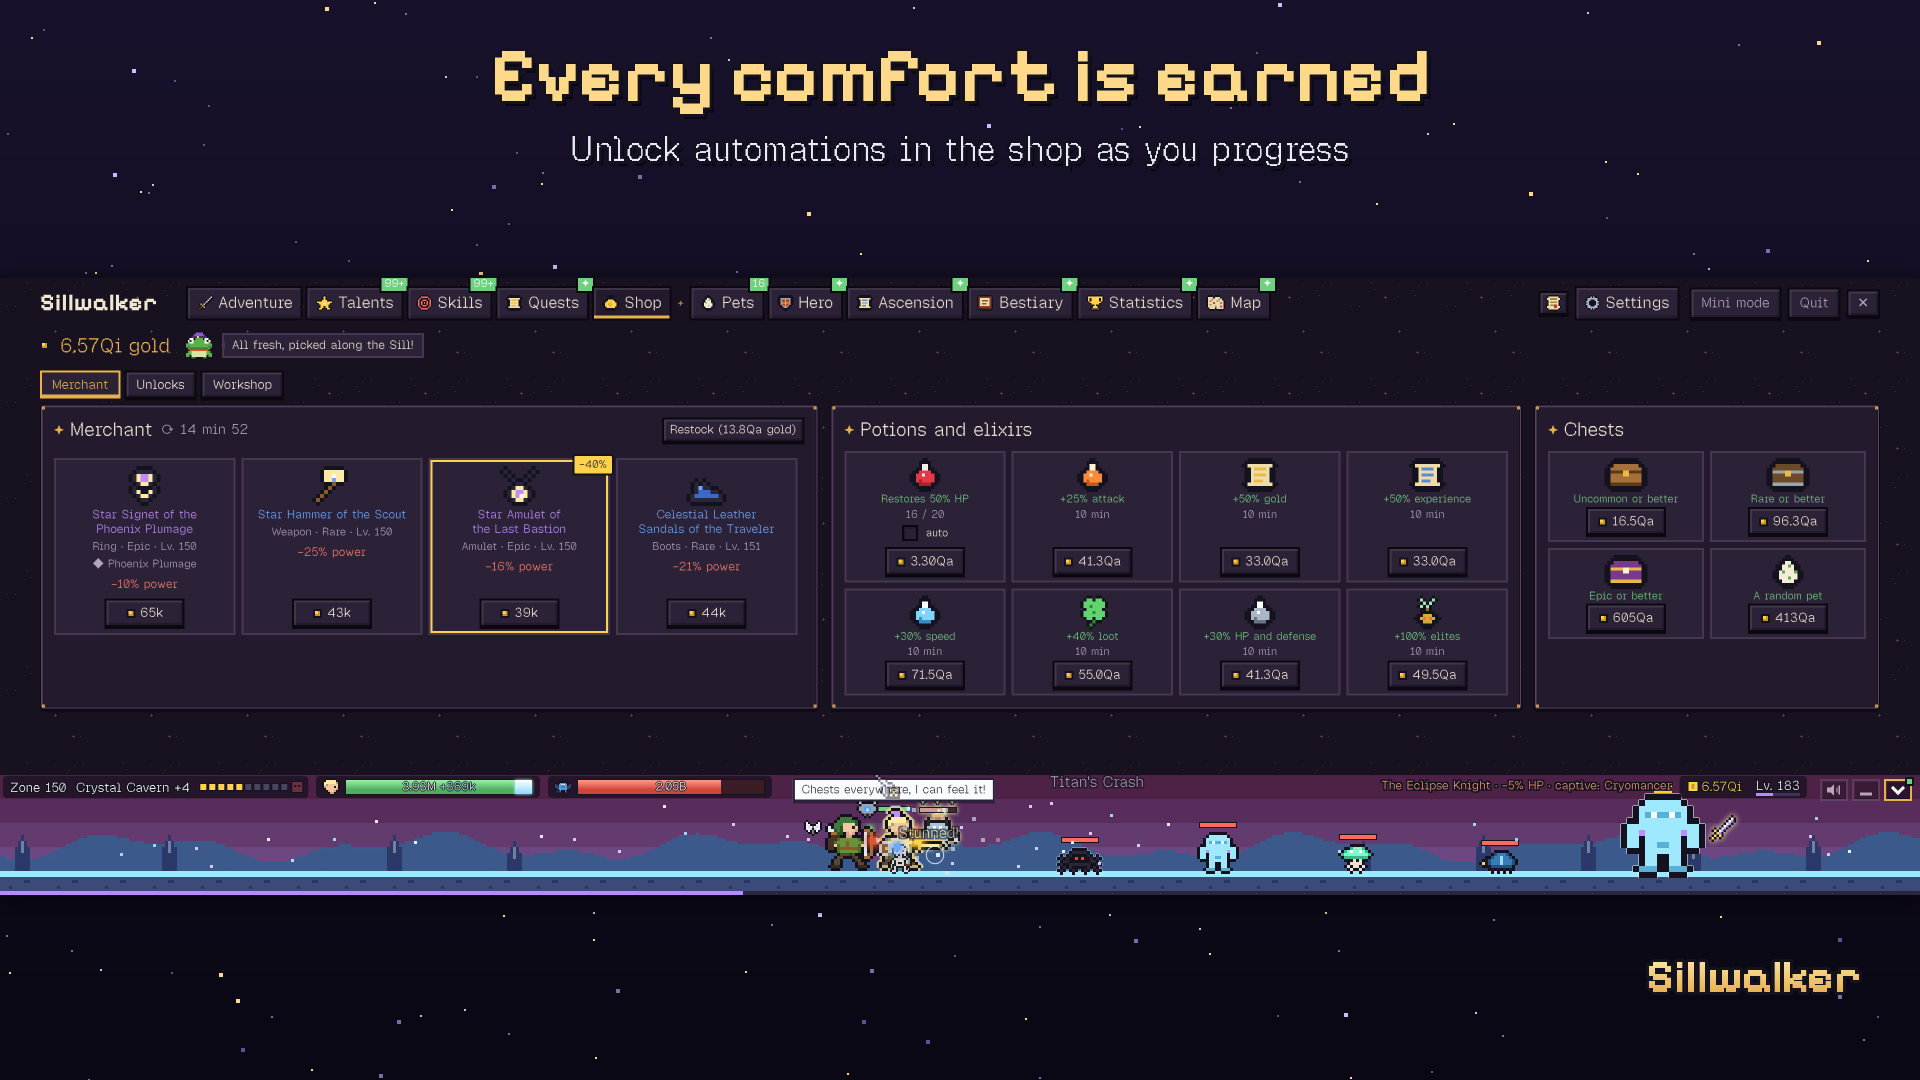 Every comfort is earned
Unlock automations in the shop as you progress
Sillwalker
Adventure
99+
Talents
99+
Skills
Quests
Shop
16
Pets
Hero
Ascension
Bestiary
Statistics
Map
Settings
Mini mode
Quit
×
6.57Qi gold
All fresh, picked along the Sill!
Merchant
Unlocks
Workshop
Merchant
14 min 52
Restock (13.8Qa gold)
Star Signet of the
Phoenix Plumage
Ring · Epic · Lv. 150
Phoenix Plumage
-10% power
65k
Star Hammer of the Scout
Weapon · Rare · Lv. 150
-25% power
43k
-40%
Star Amulet of
the Last Bastion
Amulet · Epic · Lv. 150
-16% power
39k
Celestial Leather
Sandals of the Traveler
Boots · Rare · Lv. 151
-21% power
44k
Potions and elixirs
Restores 50% HP
16 / 20
auto
3.30Qa
+25% attack
10 min
41.3Qa
+50% gold
10 min
33.0Qa
+50% experience
10 min
33.0Qa
+30% speed
10 min
71.5Qa
+40% loot
10 min
55.0Qa
+30% HP and defense
10 min
41.3Qa
+100% elites
10 min
49.5Qa
Chests
Uncommon or better
16.5Qa
Rare or better
96.3Qa
Epic or better
605Qa
A random pet
413Qa
Zone 150 Crystal Cavern +4
3.96M +369k
2.05B
Chests everywhere, I can feel it!
Titan's Crash
The Eclipse Knight · -5% HP · captive: Cryomancer
6.57Qi
Lv. 183
Stunned
Sillwalker